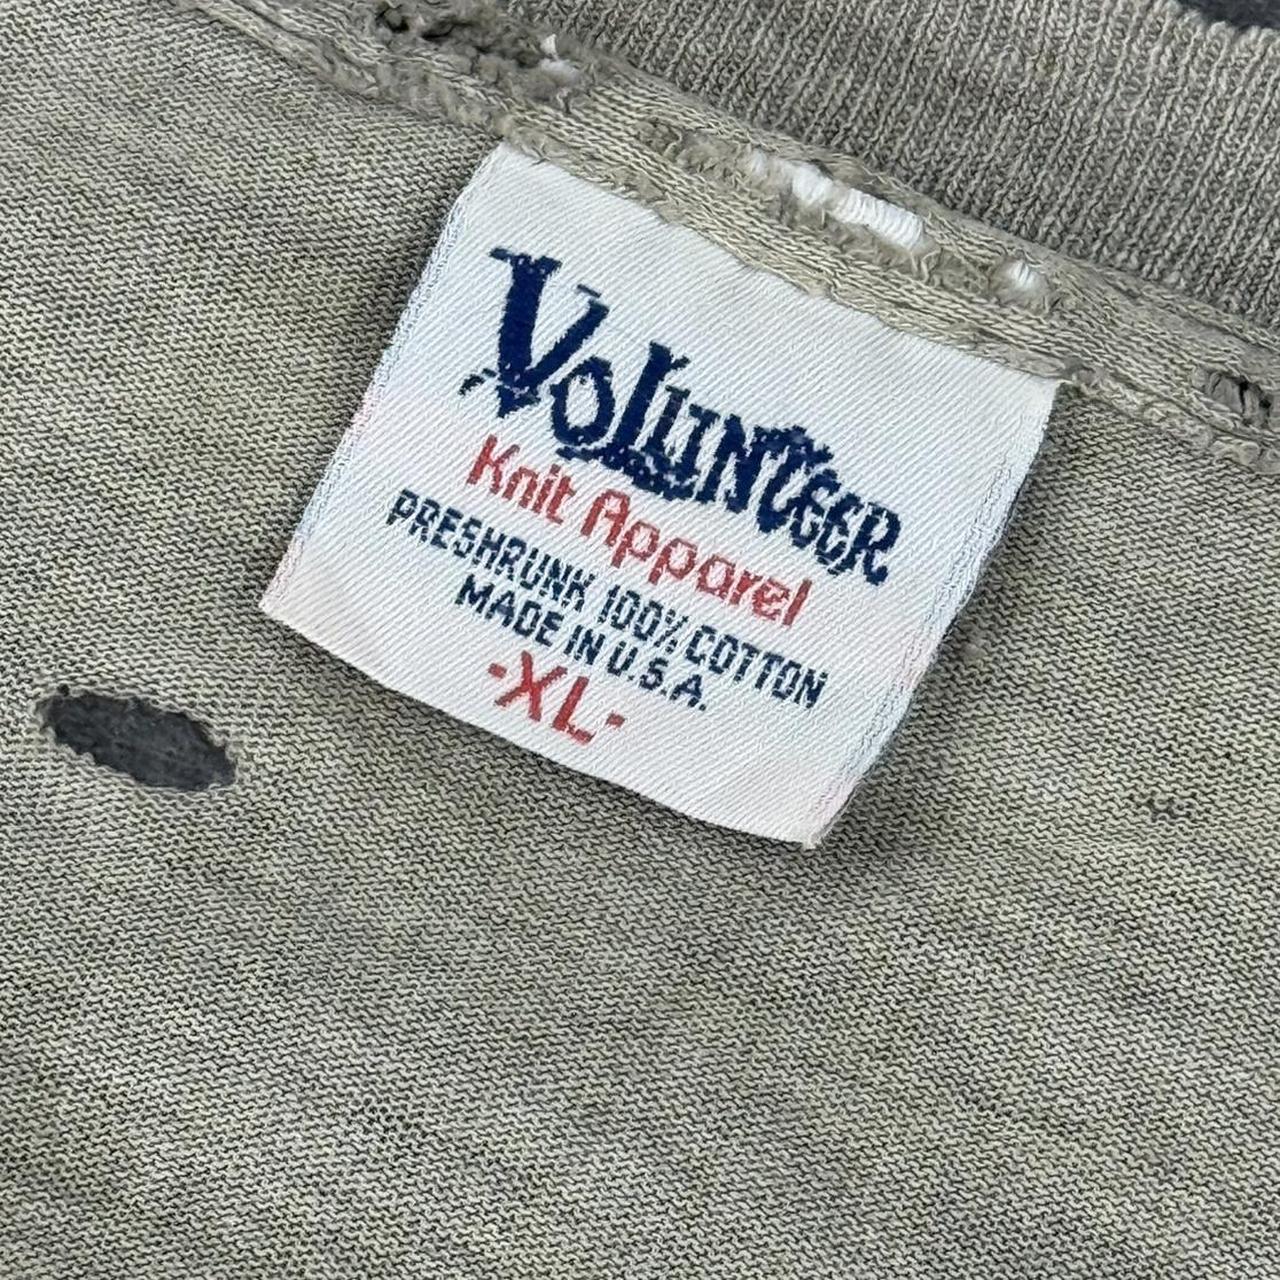 VOLUNTEER
Knit Apparel
PRESHRUNK 100% COTTON
MADE IN U.S.A.
-XL-